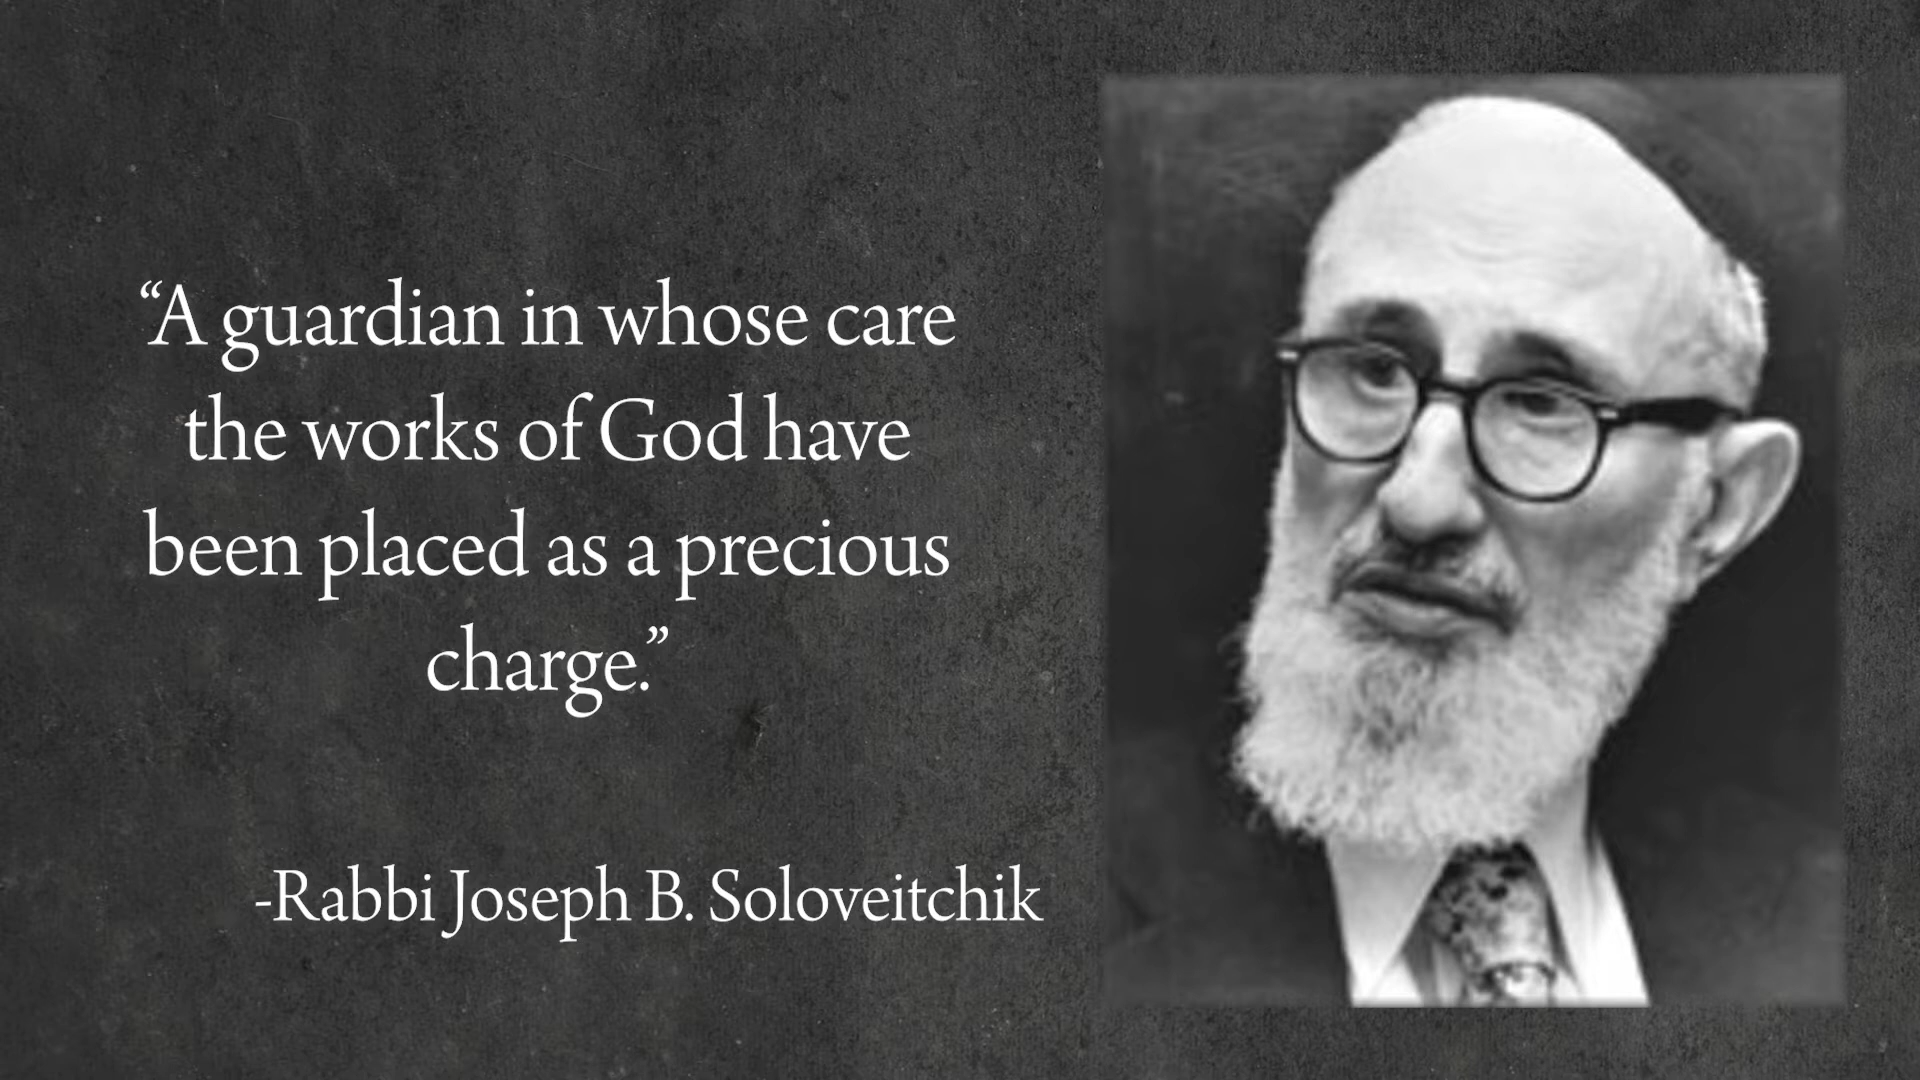 “A guardian in whose care
the works of God have
been placed as a precious
charge.”
-Rabbi Joseph B. Soloveitchik